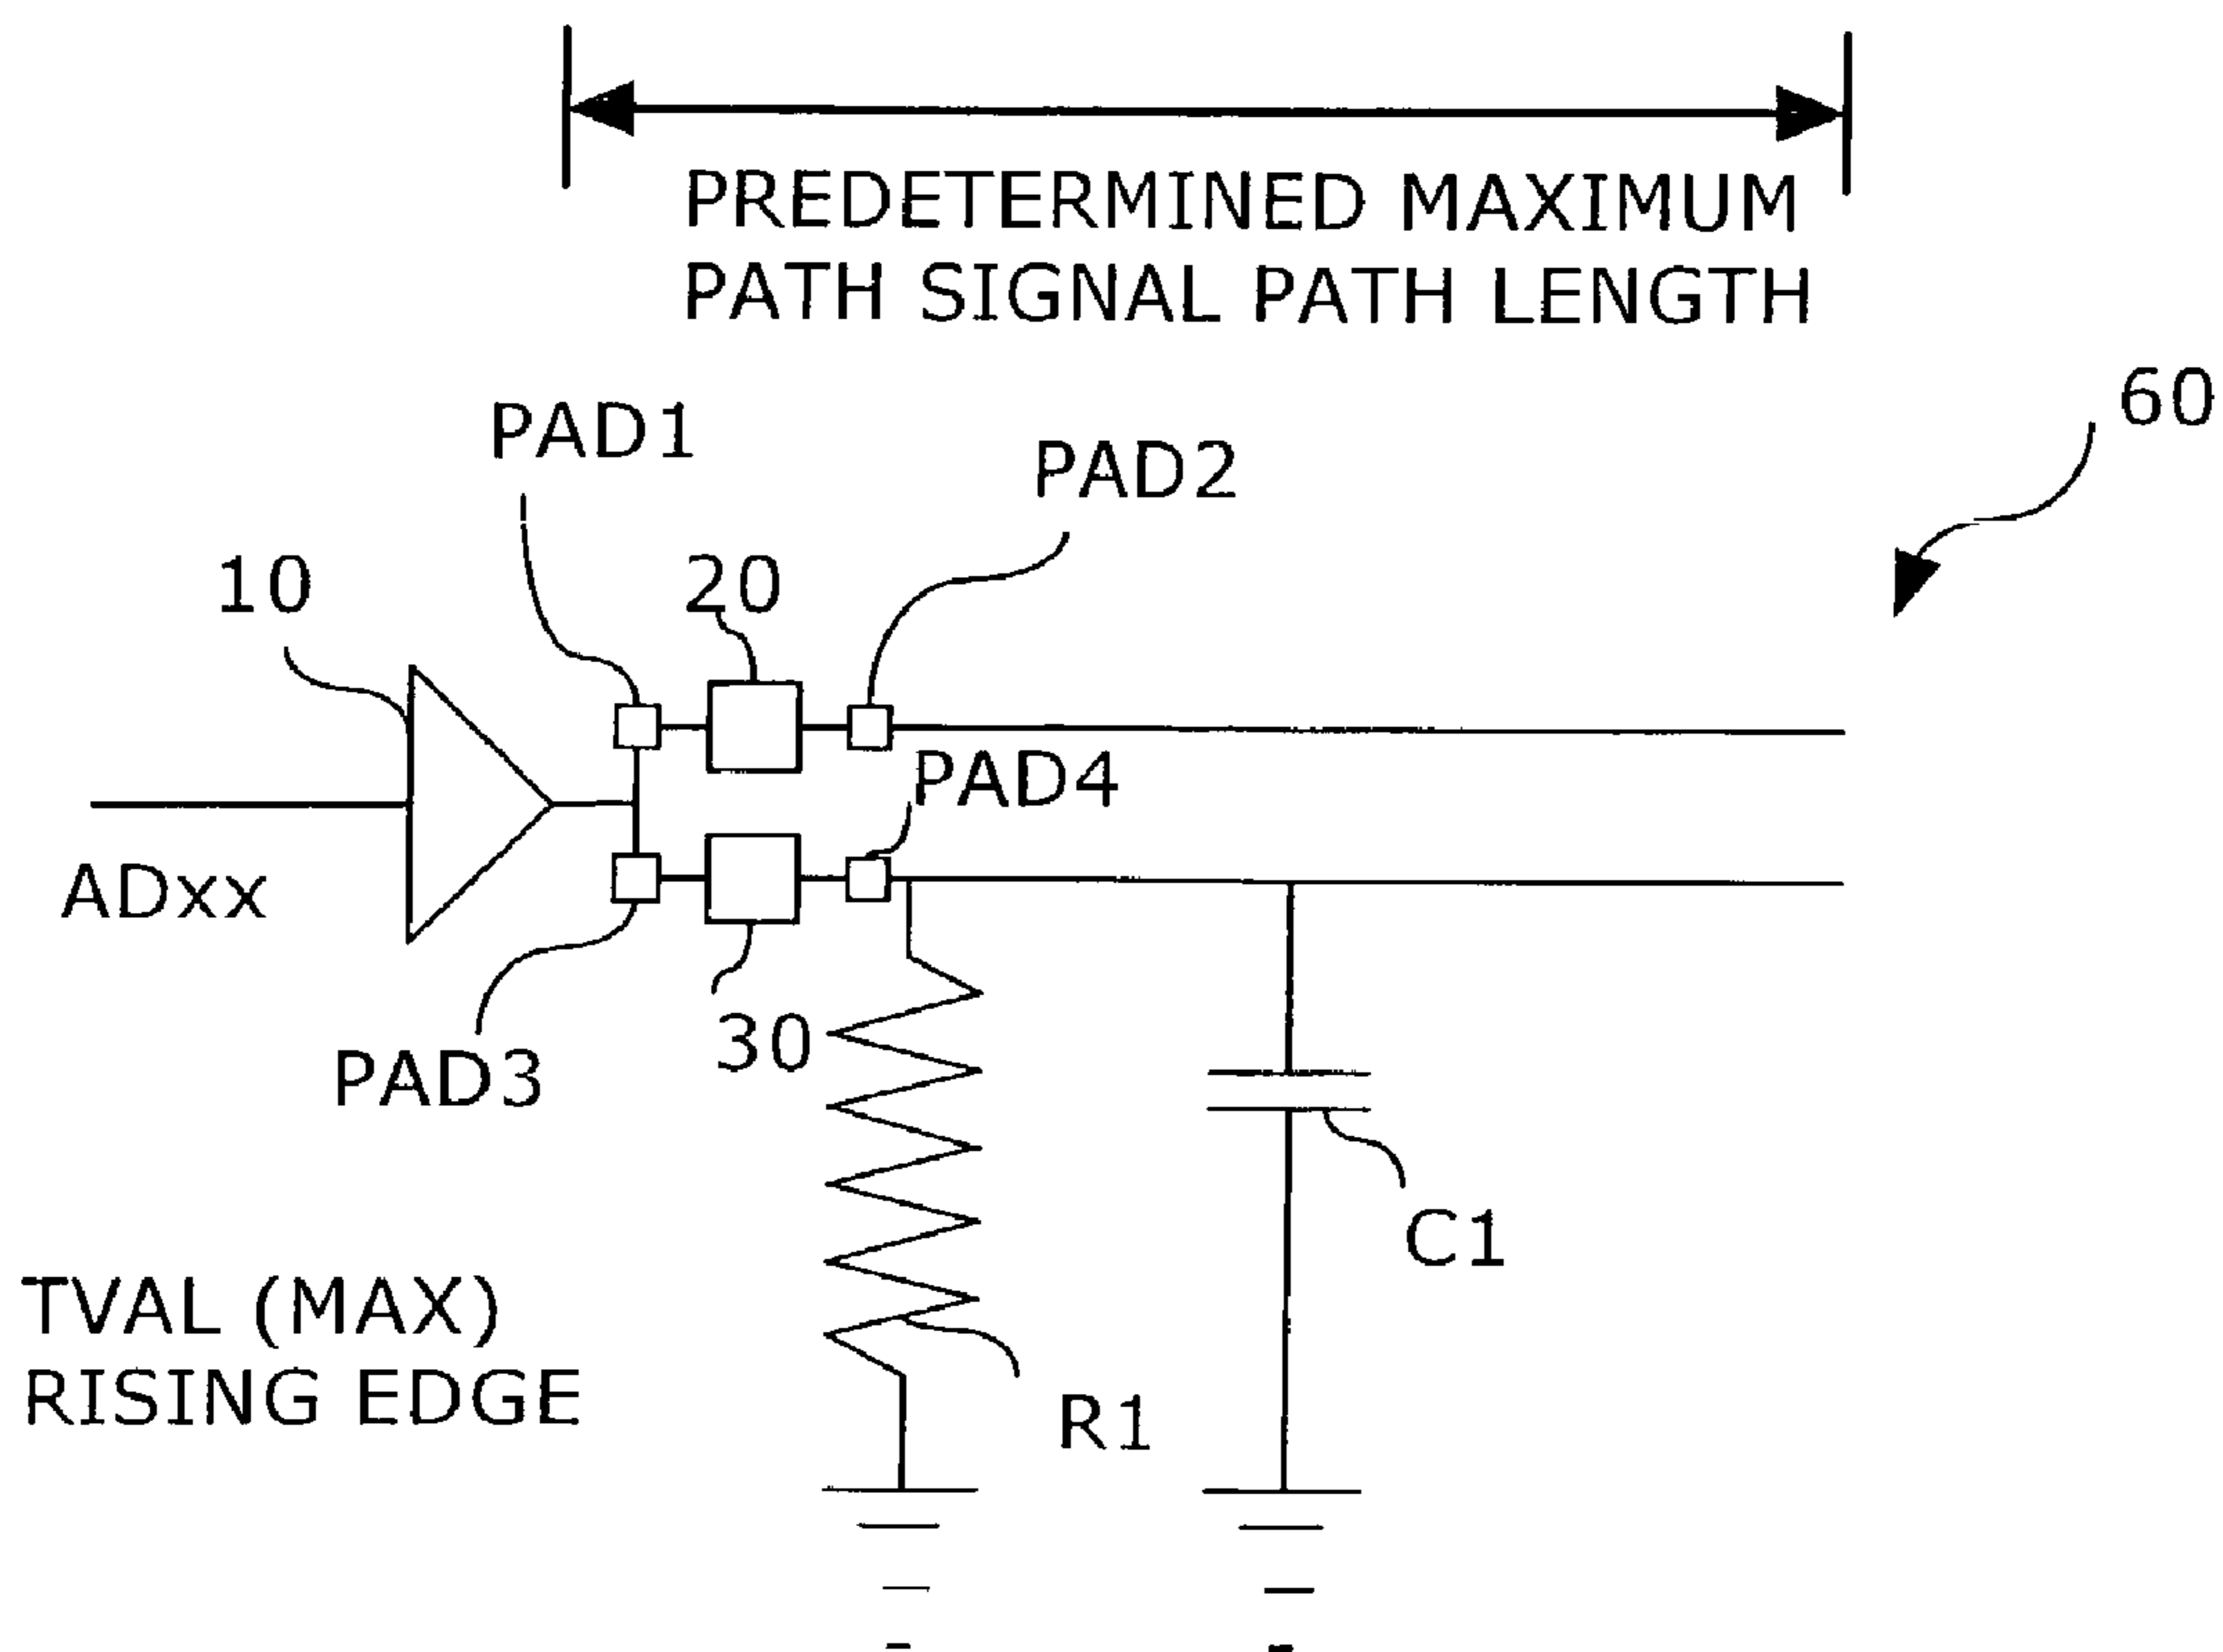 PREDETERMINED MAXIMUM
PATH SIGNAL PATH LENGTH
60
PAD1
PAD2
10
20
PAD4
ADxx
30
PAD3
C1
TVAL (MAX)
RISING EDGE
R1